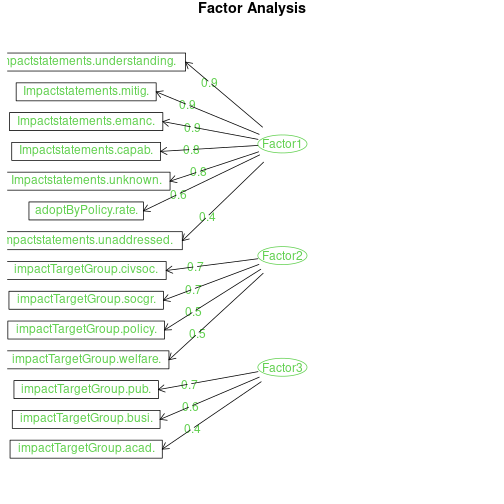 Factor Analysis
mpactstatements.understanding.
0.9
Impactstatements.mitig.
0.9
Impactstatements.emanc.
0.9
Factor1
Impactstatements.capab.
0.8
Impactstatements.unknown.
0.8
adoptByPolicy.rate.
0.6
mpactstatements.unaddressed.
0.4
Factor2
impactTargetGroup.civsoc.
0.7
impactTargetGroup.socgr.
0.7
impactTargetGroup.policy.
0.5
impactTargetGroup.welfare.
0.5
Factor3
impactTargetGroup.pub.
0.7
impactTargetGroup.busi.
0.6
impactTargetGroup.acad.
0.4